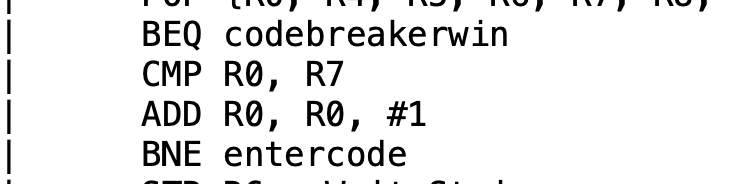 | BEQ codebreakerwin
| CMP R0, R7
| ADD R0, R0, #1
| BNE entercode